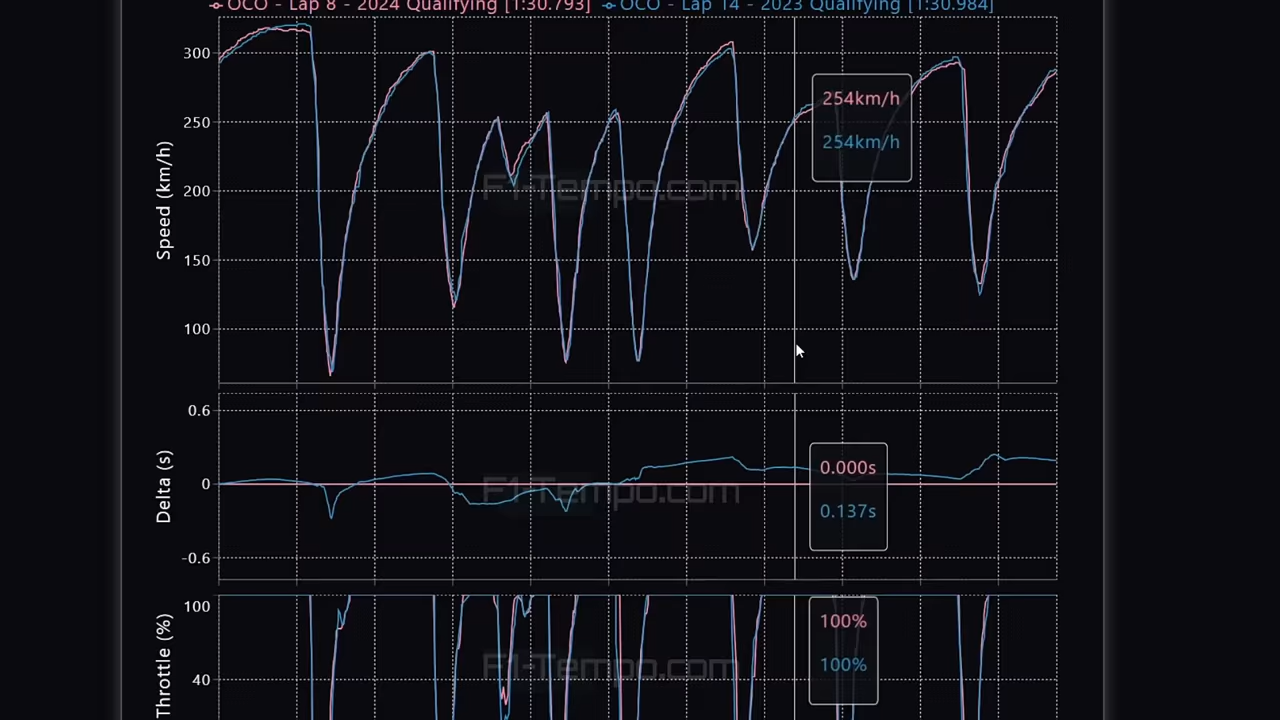 OCO - Lap 8 - 2024 Qualifying [1:30.793] OCO - Lap 14 - 2023 Qualifying [1:30.984]
300
250
200
150
100
Speed (km/h)
254km/h
254km/h
F1-Tempo.com
0.6
0
-0.6
Delta (s)
0.000s
0.137s
F1-Tempo.com
100
40
Throttle (%)
100%
100%
F1-Tempo.com